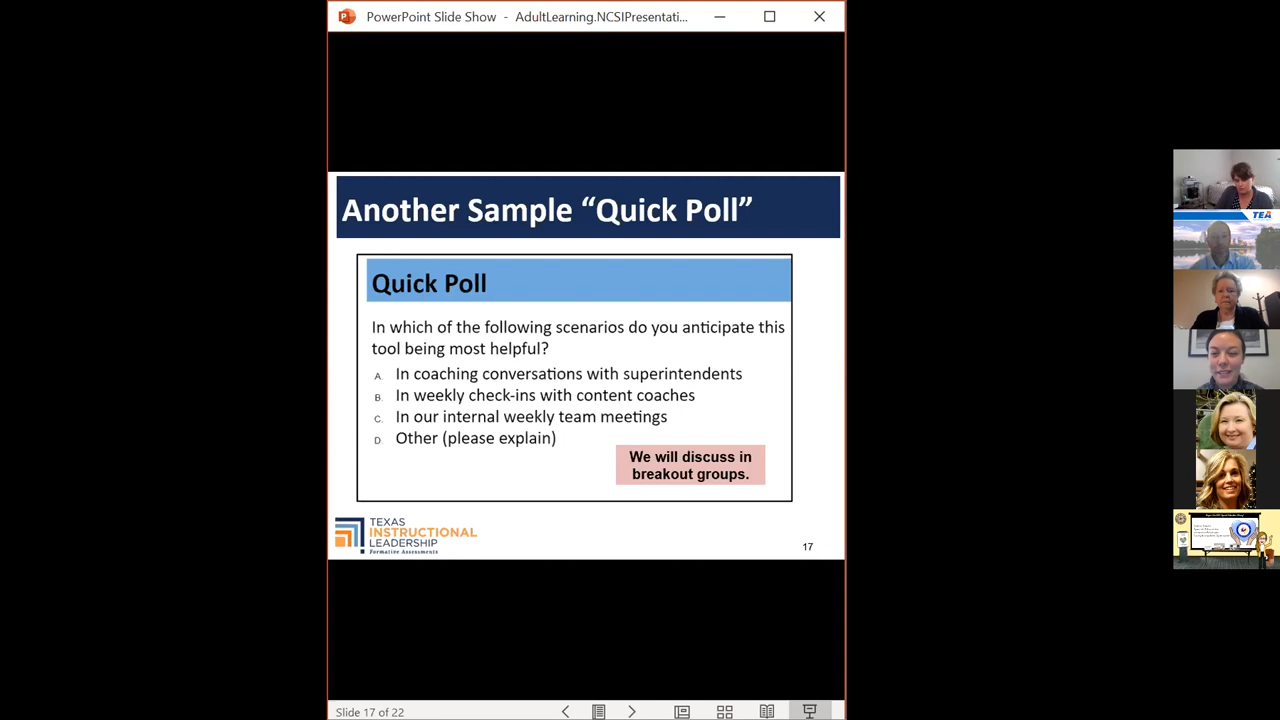 PowerPoint Slide Show - AdultLearning.NCSIPresentati...
Another Sample “Quick Poll”
Quick Poll
In which of the following scenarios do you anticipate this
tool being most helpful?
A. In coaching conversations with superintendents
B. In weekly check-ins with content coaches
C. In our internal weekly team meetings
D. Other (please explain)
We will discuss in
breakout groups.
TEXAS
INSTRUCTIONAL
LEADERSHIP
Formative Assessments
17
Slide 17 of 22
TEA